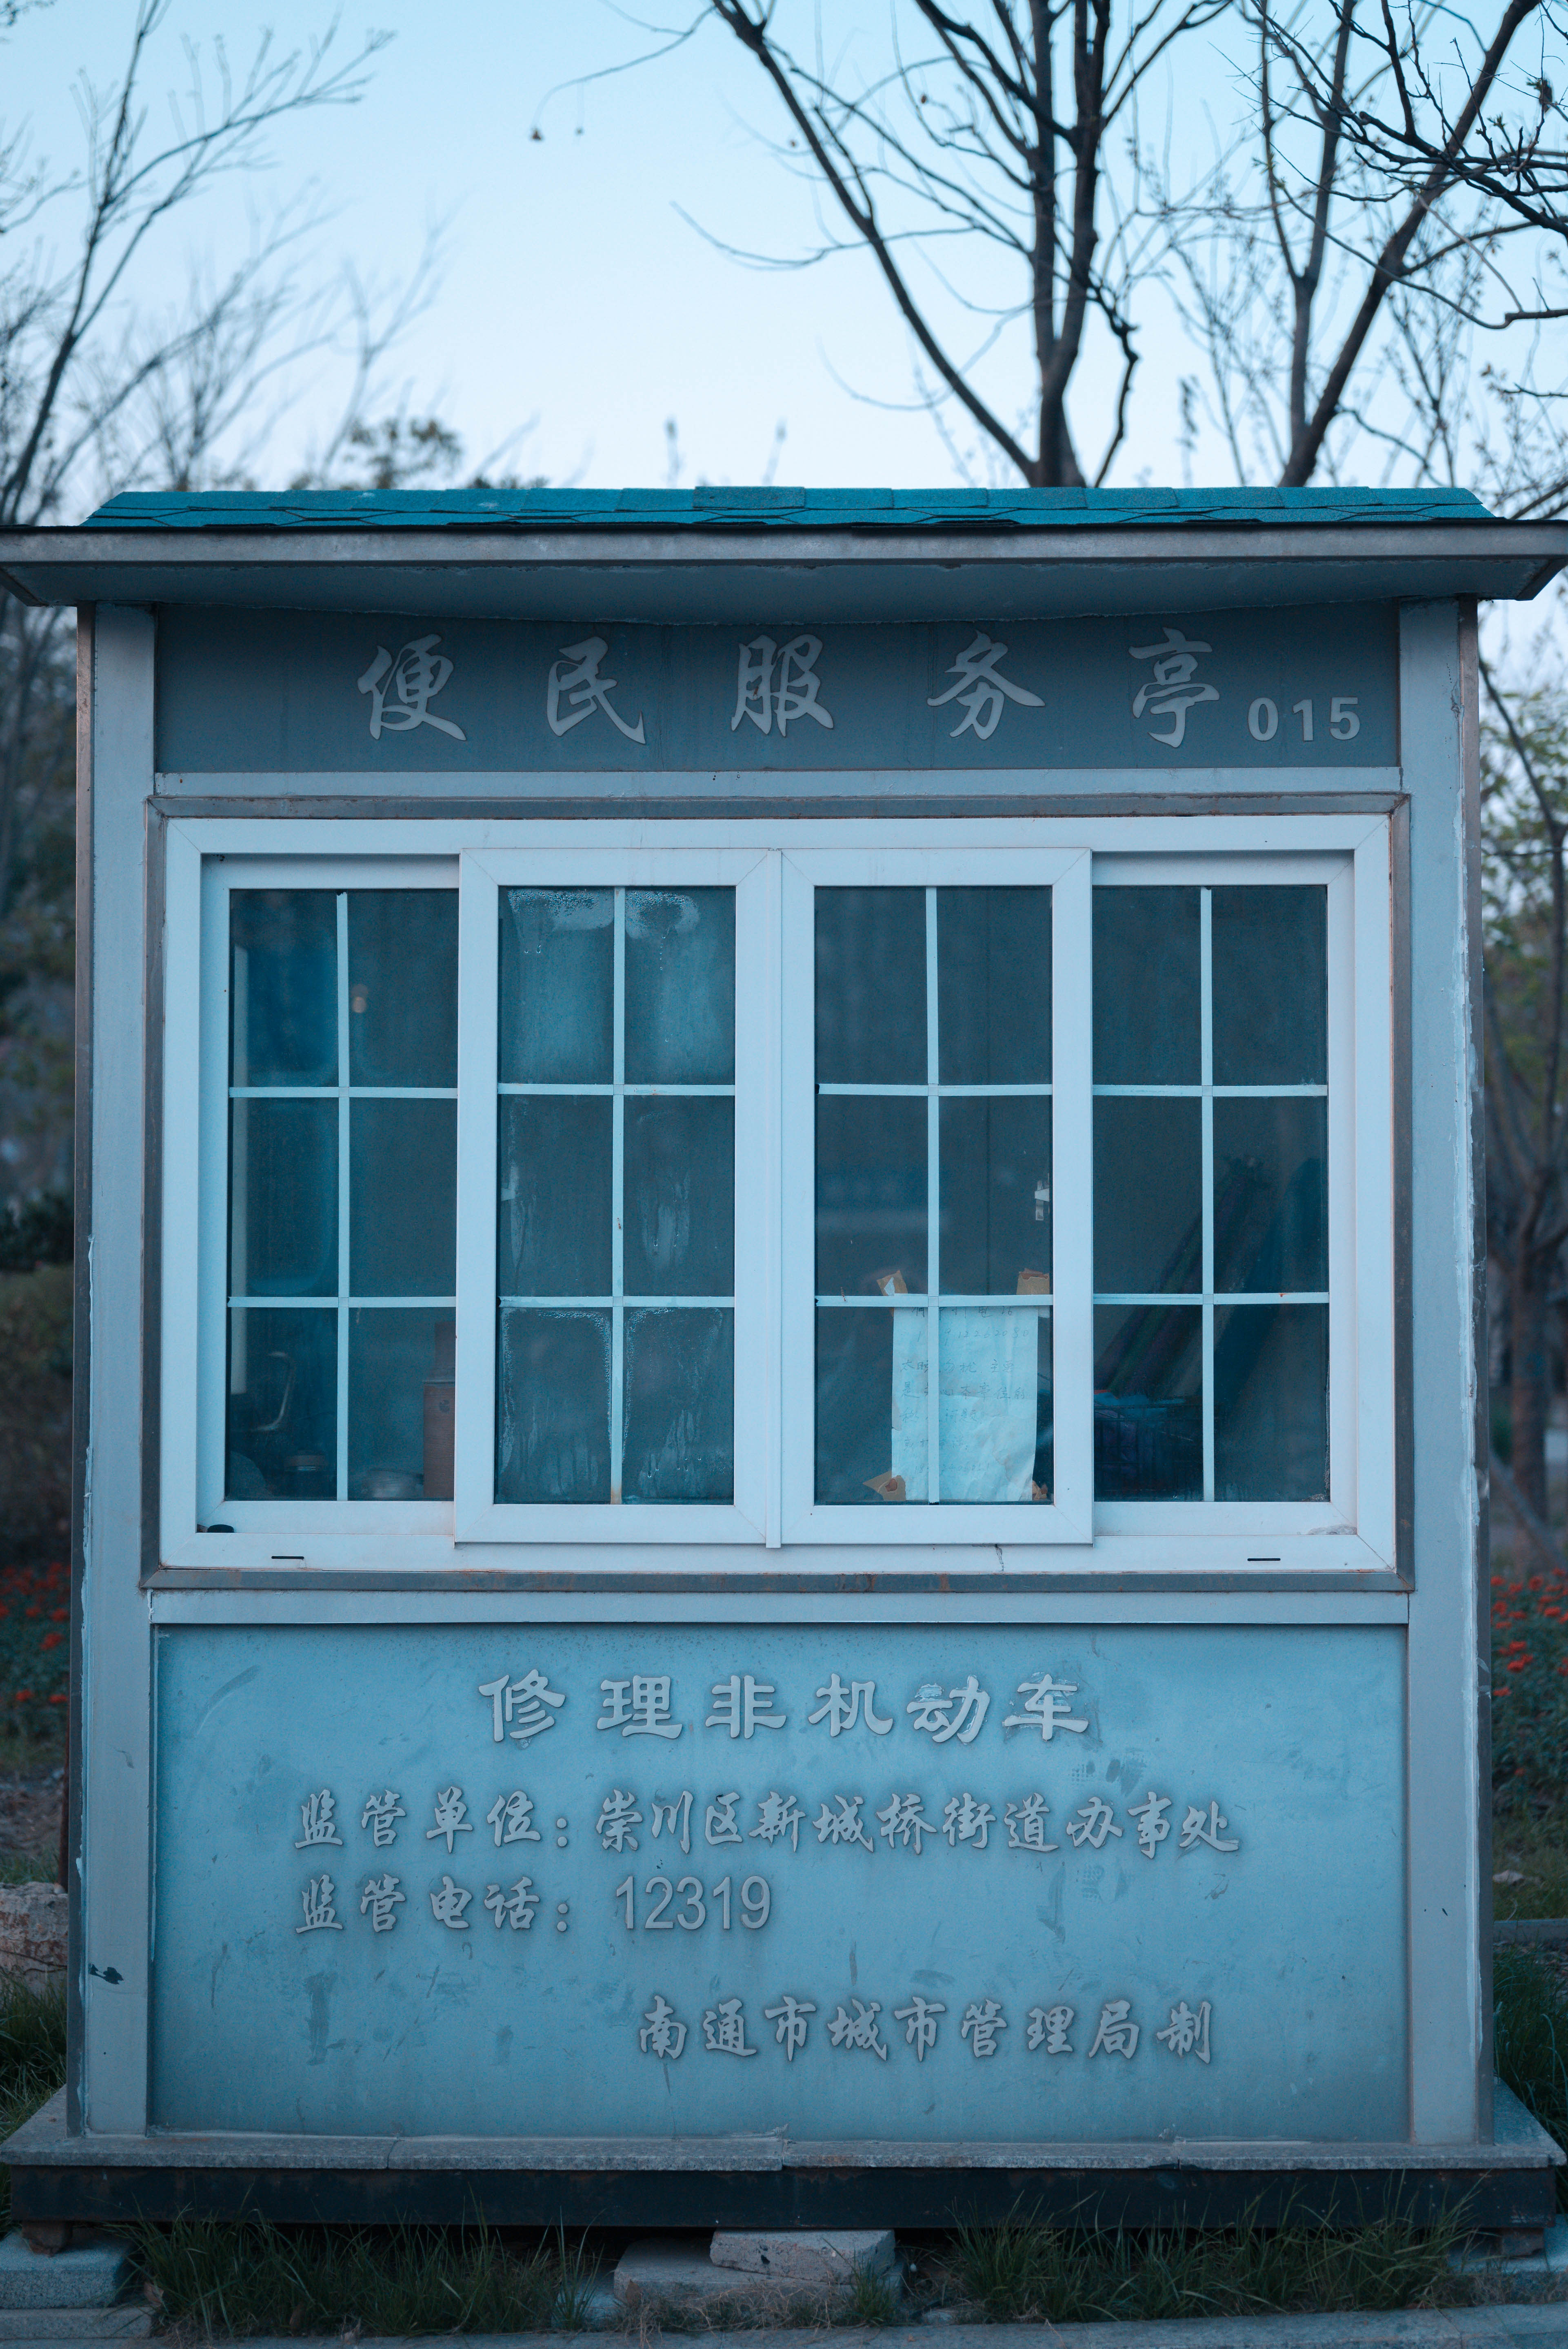 便民服务亭 015
修理非机动车
监管单位：崇川区新城桥街道办事处
监管电话：12319
南通市城市管理局制